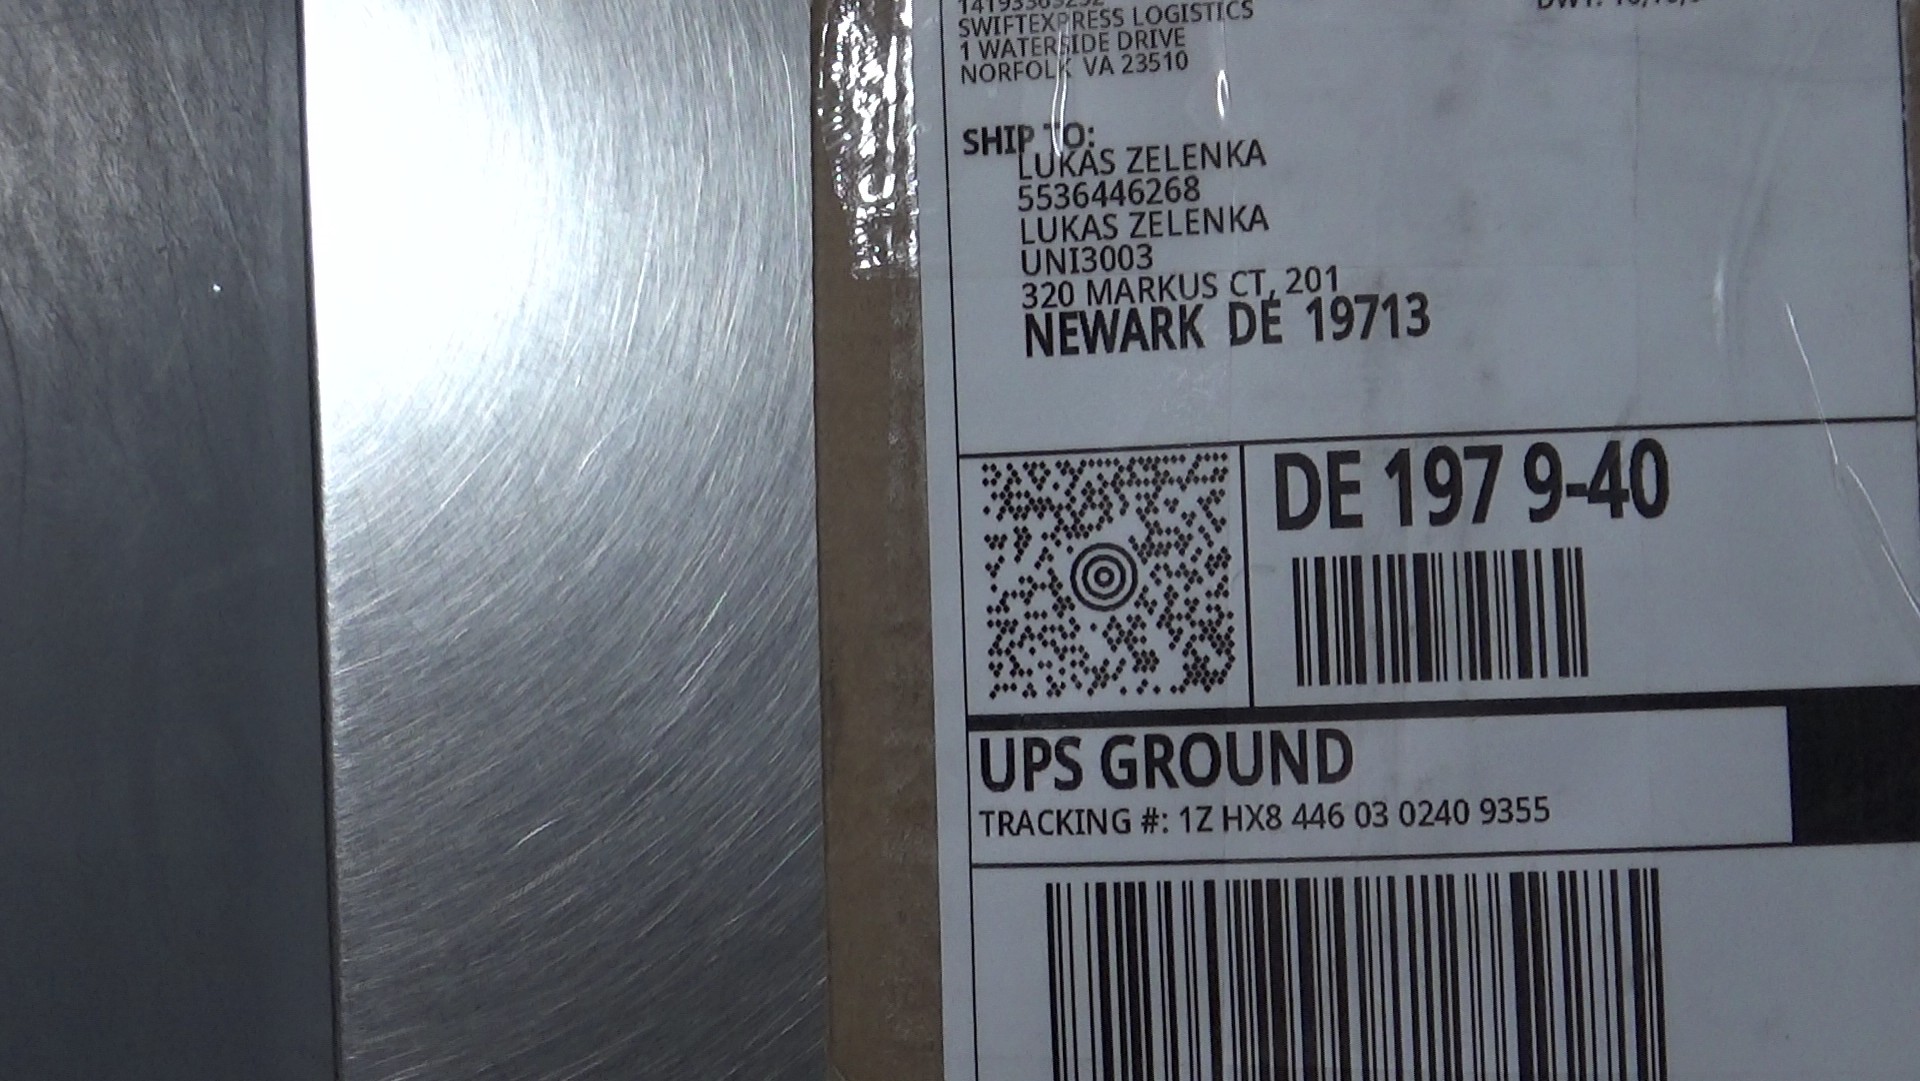 SWIFTEXPRESS LOGISTICS
1 WATERSIDE DRIVE
NORFOLK VA 23510
SHIP TO:
LUKAS ZELENKA
5536446268
LUKAS ZELENKA
UNI3003
320 MARKUS CT, 201
NEWARK DE 19713
DE 197 9-40
UPS GROUND
TRACKING #: 1Z HX8 446 03 0240 9355